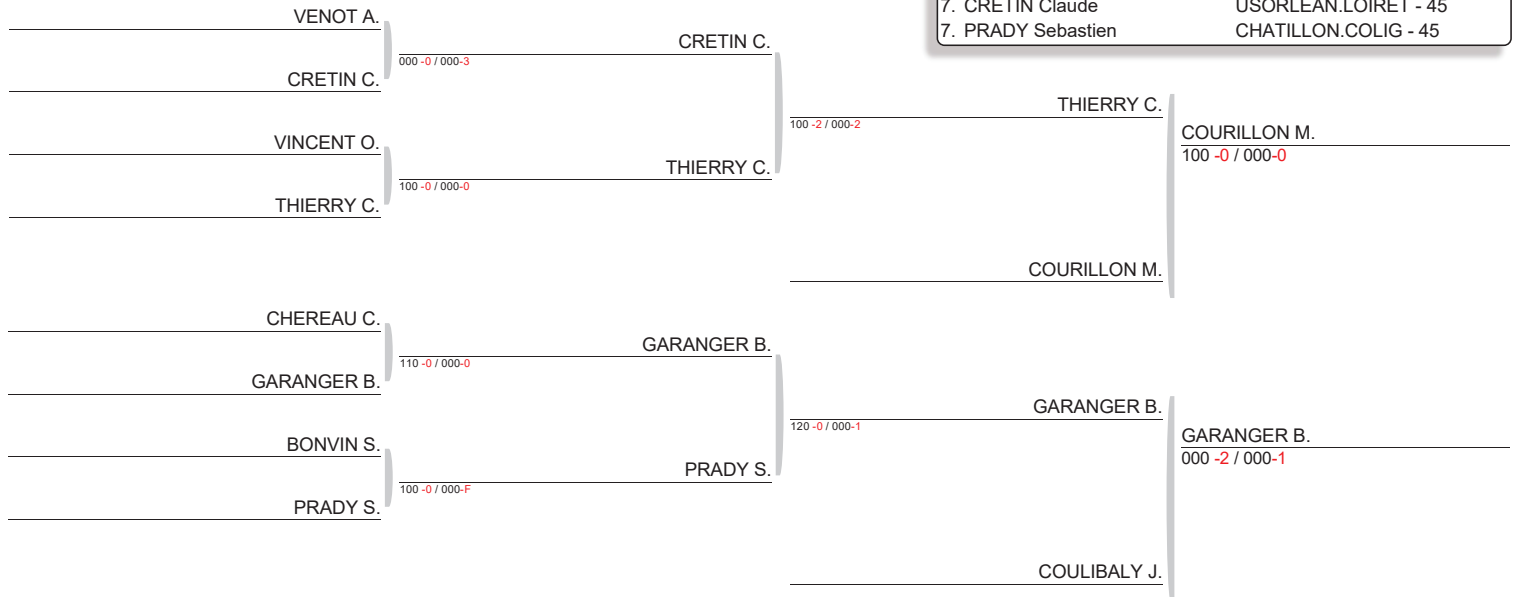 7. CRETIN Claude USORLEAN.LOIRET - 45
7. PRADY Sebastien CHATILLON.COLIG - 45
VENOT A.
CRETIN C.
000 -0 / 000-3
CRETIN C.
VINCENT O.
THIERRY C.
100 -0 / 000-0
THIERRY C.
100 -2 / 000-2
THIERRY C.
COURILLON M.
COURILLON M.
100 -0 / 000-0
CHEREAU C.
GARANGER B.
110 -0 / 000-0
GARANGER B.
BONVIN S.
PRADY S.
100 -0 / 000-F
PRADY S.
120 -0 / 000-1
GARANGER B.
COULIBALY J.
GARANGER B.
000 -2 / 000-1